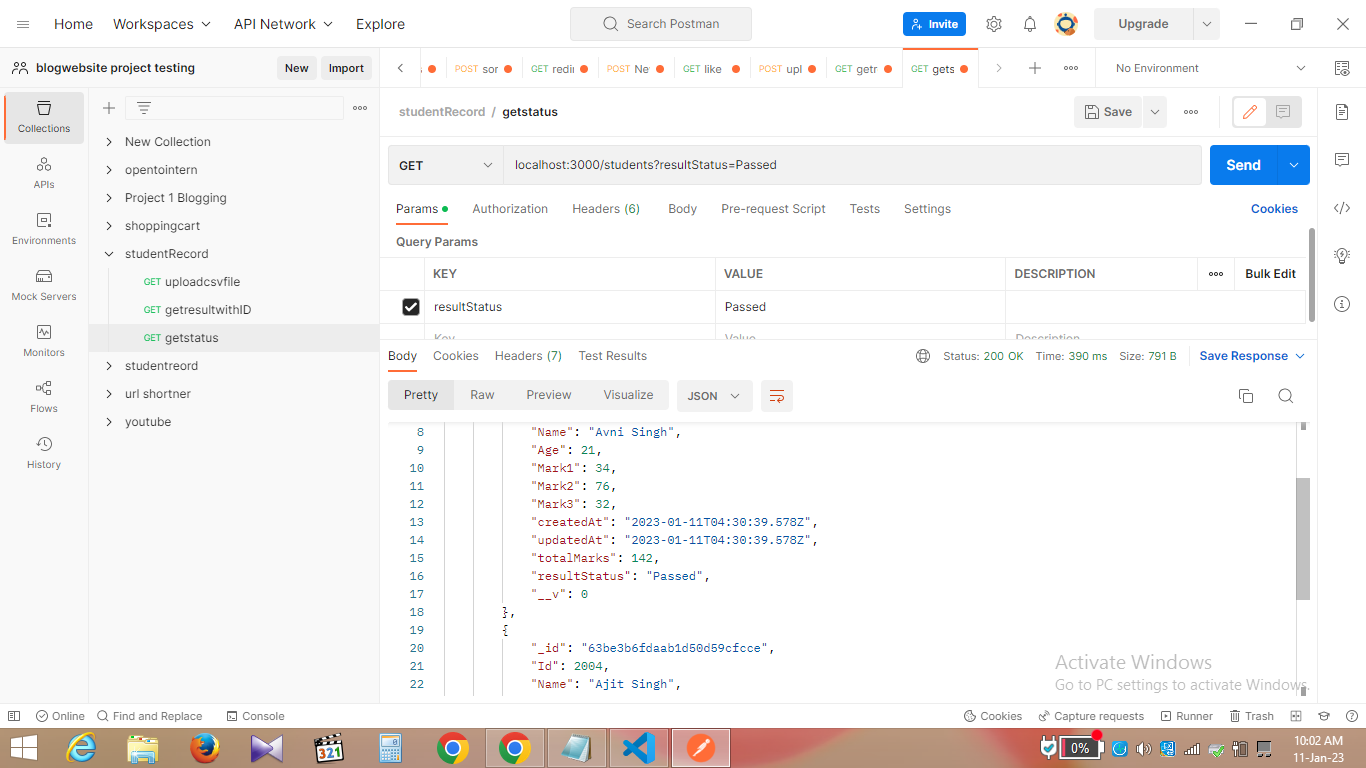 Home Workspaces API Network Explore Search Postman Invite Upgrade
blogwebsite project testing New Import POST sor GET redir POST Ne GET like POST upl GET getr GET gets No Environment
studentRecord / getstatus Save
Collections
APIs
Environments
Mock Servers
Monitors
Flows
History
New Collection
opentointern
Project 1 Blogging
shoppingcart
studentRecord
GET uploadcsvfile
GET getresultwithID
GET getstatus
studentreord
url shortner
youtube
GET localhost:3000/students?resultStatus=Passed Send
Params Authorization Headers (6) Body Pre-request Script Tests Settings Cookies
Query Params
KEY VALUE DESCRIPTION Bulk Edit
resultStatus Passed
Key Value Description
Body Cookies Headers (7) Test Results Status: 200 OK Time: 390 ms Size: 791 B Save Response
Pretty Raw Preview Visualize JSON
8 "Name": "Avni Singh",
9 "Age": 21,
10 "Mark1": 34,
11 "Mark2": 76,
12 "Mark3": 32,
13 "createdAt": "2023-01-11T04:30:39.578Z",
14 "updatedAt": "2023-01-11T04:30:39.578Z",
15 "totalMarks": 142,
16 "resultStatus": "Passed",
17 "__v": 0
18 },
19 {
20 "_id": "63be3b6fdaab1d50d59cfcce",
21 "Id": 2004,
22 "Name": "Ajit Singh",
Activate Windows
Go to PC settings to activate Windows.
Online Find and Replace Console Cookies Capture requests Runner Trash
321 0% 10:02 AM
11-Jan-23